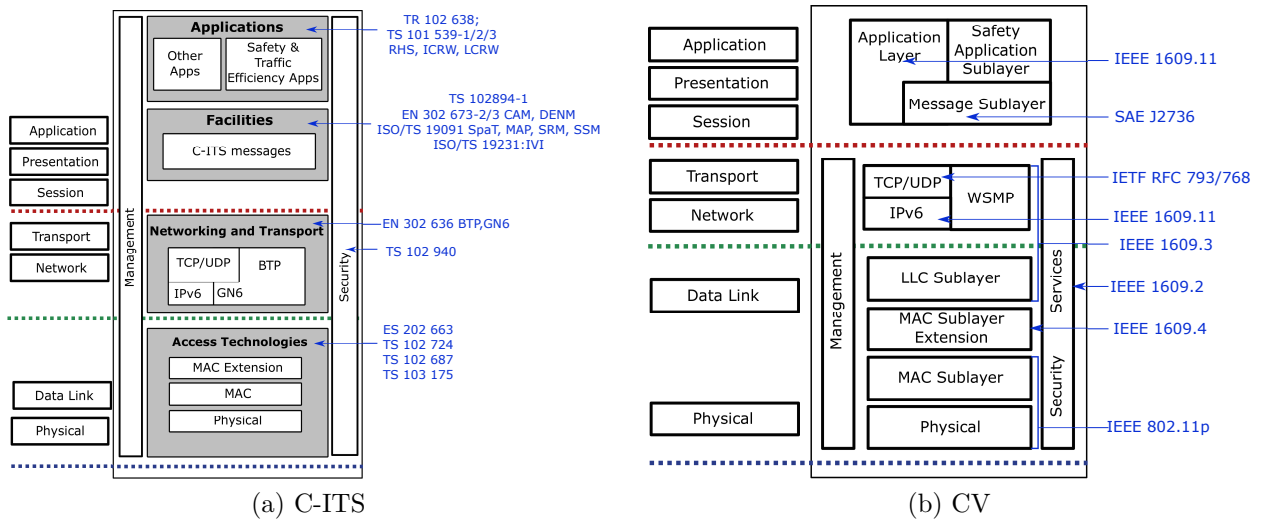 Applications
Other
Apps
Safety &
Traffic
Efficiency Apps
TR 102 638;
TS 101 539-1/2/3
RHS, ICRW, LCRW
Facilities
C-ITS messages
TS 102894-1
EN 302 673-2/3 CAM, DENM
ISO/TS 19091 SpaT, MAP, SRM, SSM
ISO/TS 19231:IVI
Application
Presentation
Session
Transport
Network
Data Link
Physical
Management
Security
Networking and Transport
TCP/UDP
BTP
IPv6
GN6
EN 302 636 BTP,GN6
TS 102 940
Access Technologies
MAC Extension
MAC
Physical
ES 202 663
TS 102 724
TS 102 687
TS 103 175
(a) C-ITS
Application
Presentation
Session
Transport
Network
Data Link
Physical
Application
Layer
Safety
Application
Sublayer
Message Sublayer
IEEE 1609.11
SAE J2736
Management
TCP/UDP
IPv6
WSMP
LLC Sublayer
MAC Sublayer
Extension
MAC Sublayer
Physical
Security
Services
IETF RFC 793/768
IEEE 1609.11
IEEE 1609.3
IEEE 1609.2
IEEE 1609.4
IEEE 802.11p
(b) CV